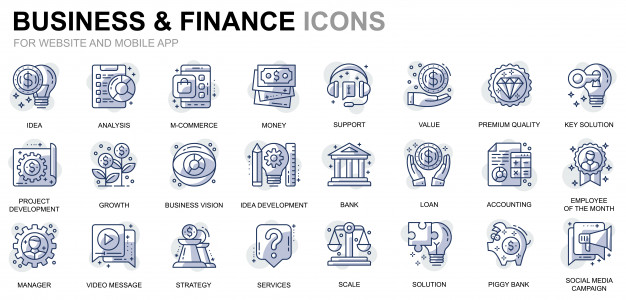 BUSINESS & FINANCE ICONS
FOR WEBSITE AND MOBILE APP
IDEA
ANALYSIS
M-COMMERCE
MONEY
SUPPORT
VALUE
PREMIUM QUALITY
KEY SOLUTION
PROJECT
DEVELOPMENT
GROWTH
BUSINESS VISION
IDEA DEVELOPMENT
BANK
LOAN
ACCOUNTING
EMPLOYEE
OF THE MONTH
MANAGER
VIDEO MESSAGE
STRATEGY
SERVICES
SCALE
SOLUTION
PIGGY BANK
SOCIAL MEDIA
CAMPAIGN